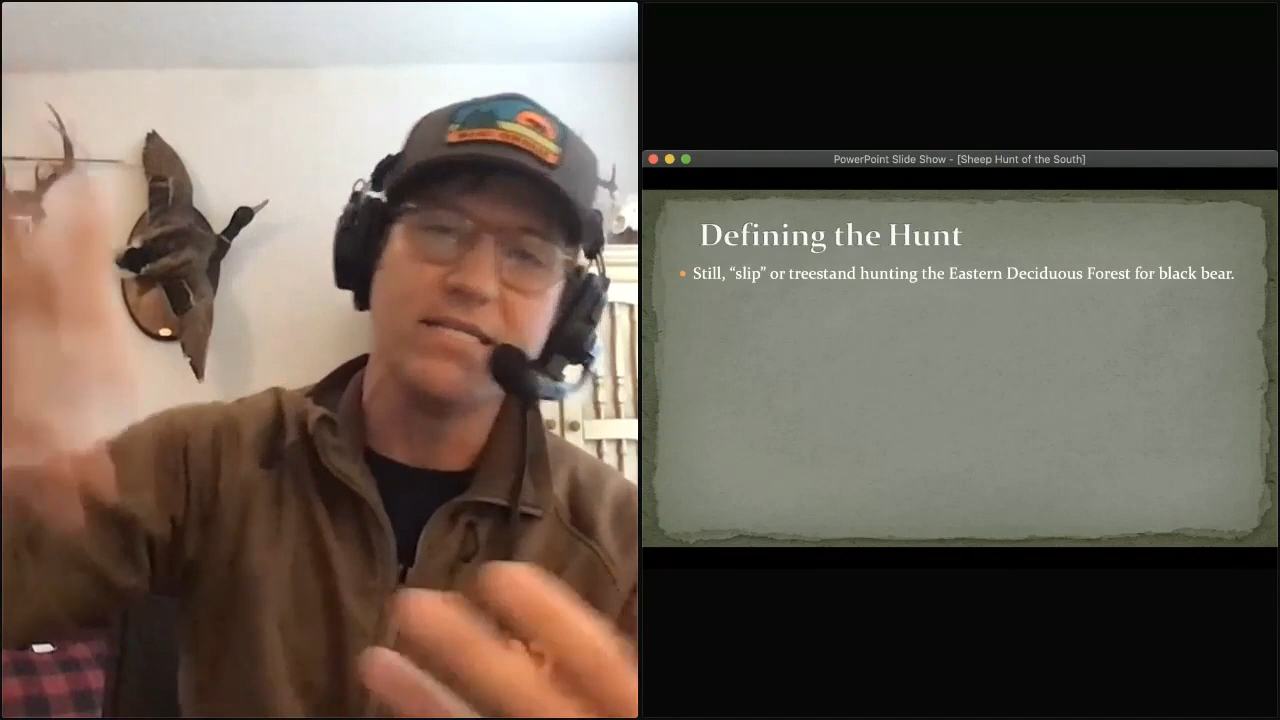 PowerPoint Slide Show - [Sheep Hunt of the South]
Defining the Hunt
Still, “slip” or treestand hunting the Eastern Deciduous Forest for black bear.